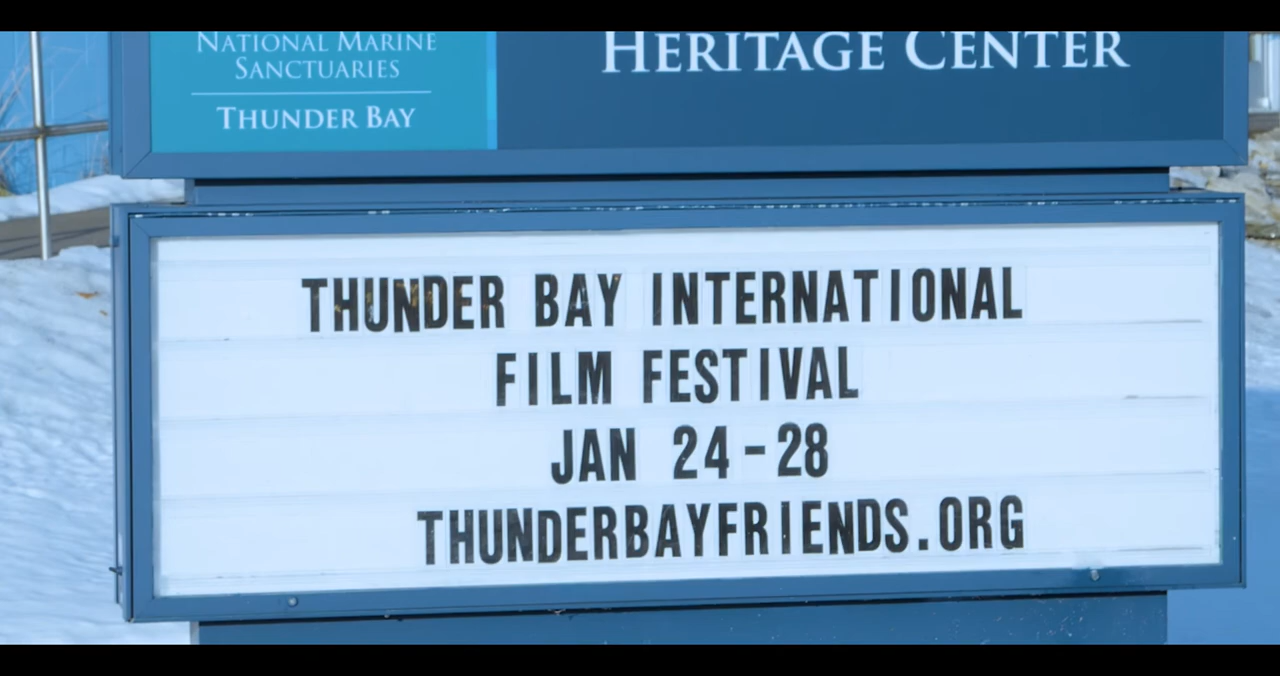 NATIONAL MARINE
SANCTUARIES
THUNDER BAY
HERITAGE CENTER
THUNDER BAY INTERNATIONAL
FILM FESTIVAL
JAN 24-28
THUNDERBAYFRIENDS.ORG